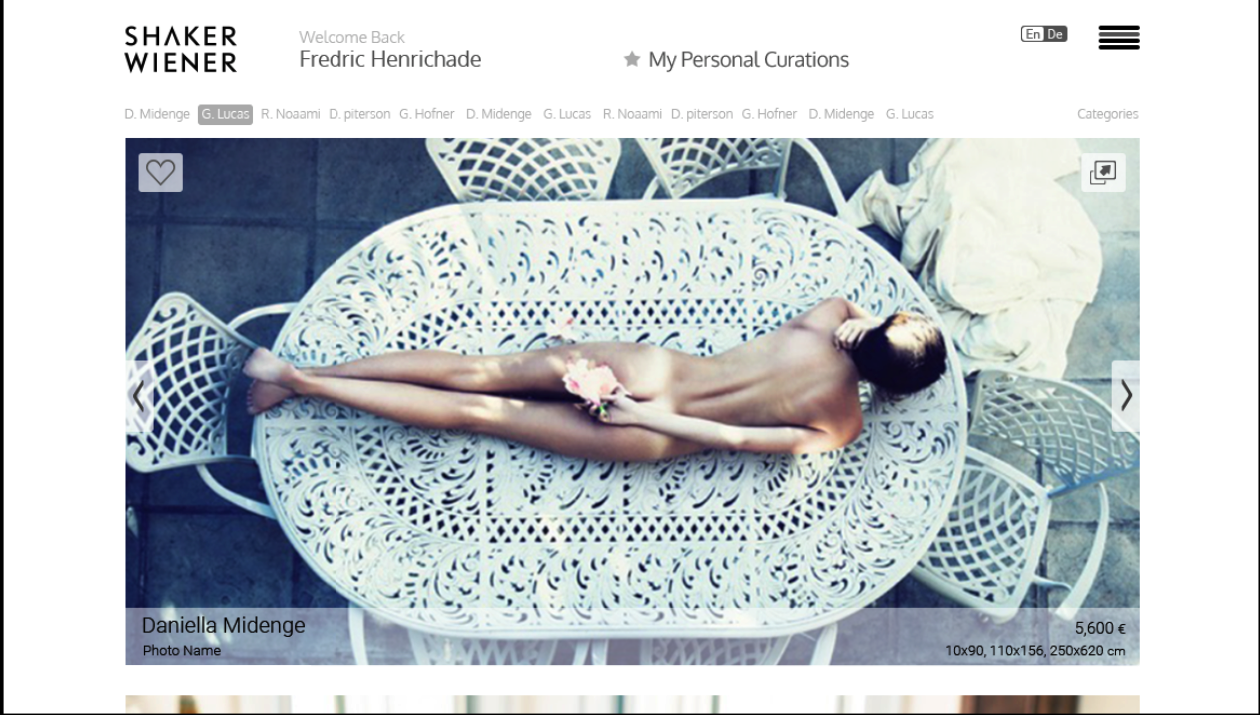 SHAKER
WIENER
Welcome Back
Fredric Henrichade
My Personal Curations
En De
D. Midenge G. Lucas R. Noaami D. piterson G. Hofner D. Midenge G. Lucas R. Noaami D. piterson G. Hofner D. Midenge G. Lucas Categories
Daniella Midenge
5,600 €
Photo Name
10x90, 110x156, 250x620 cm